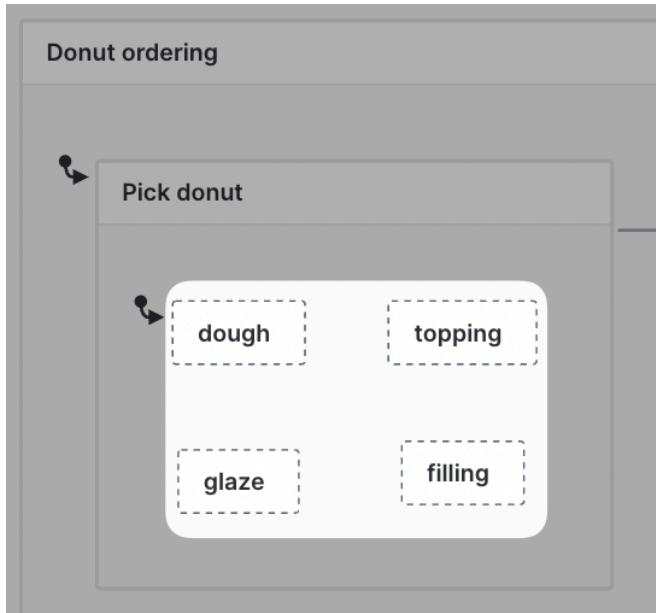 Donut ordering
Pick donut
dough
topping
glaze
filling